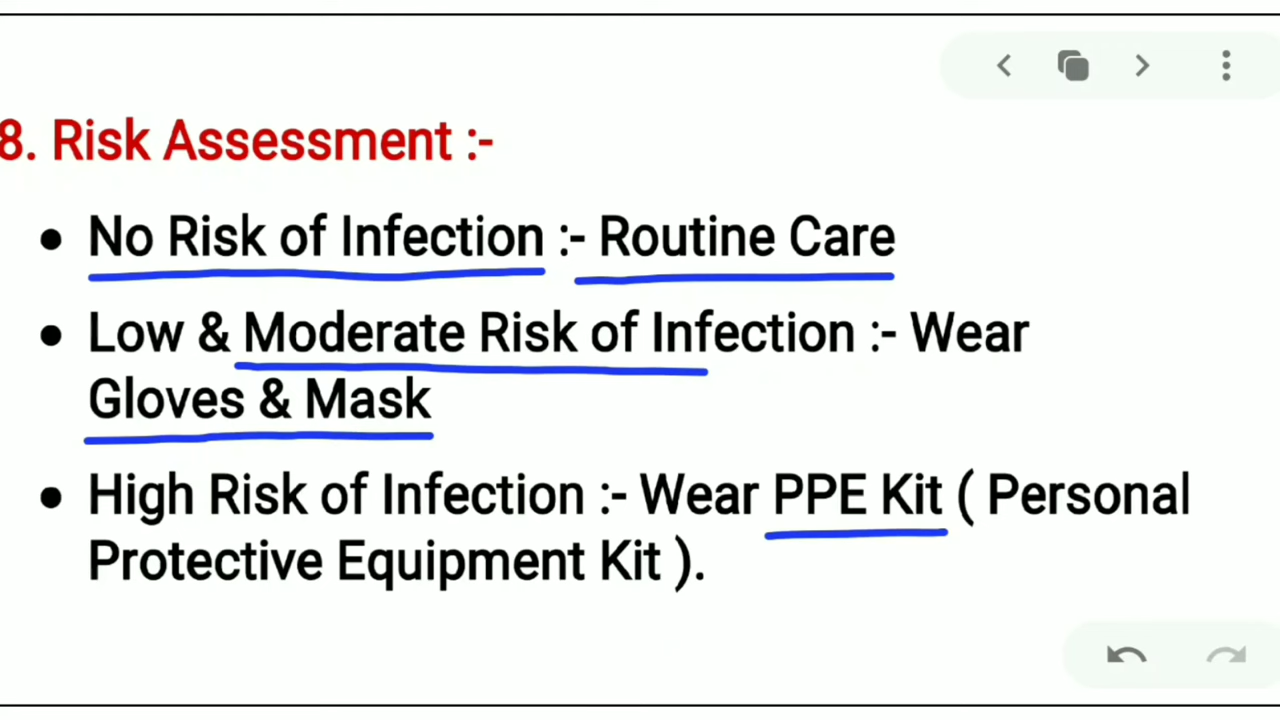 8. Risk Assessment :-
● No Risk of Infection :- Routine Care
● Low & Moderate Risk of Infection :- Wear
Gloves & Mask
● High Risk of Infection :- Wear PPE Kit ( Personal
Protective Equipment Kit ).